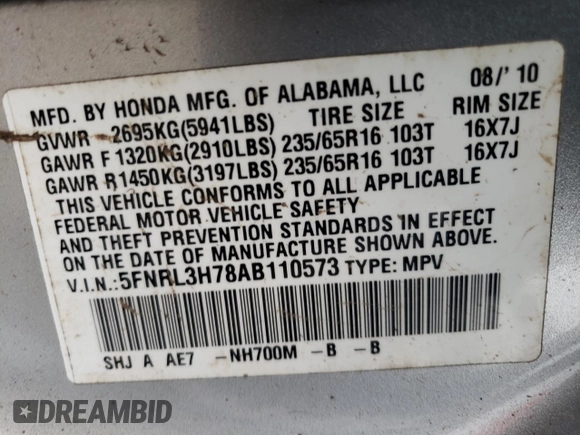 MFD. BY HONDA MFG. OF ALABAMA, LLC 08/'10
GVWR 2695KG(5941LBS) TIRE SIZE RIM SIZE
GAWR F1320KG(2910LBS) 235/65R16 103T 16X7J
GAWR R1450KG(3197LBS) 235/65R16 103T 16X7J
THIS VEHICLE CONFORMS TO ALL APPLICABLE
FEDERAL MOTOR VEHICLE SAFETY
AND THEFT PREVENTION STANDARDS IN EFFECT
ON THE DATE OF MANUFACTURE SHOWN ABOVE.
V.I.N.:5FNRL3H78AB110573 TYPE: MPV
SHJ A AE7 -NH700M -B -B
DREAMBID